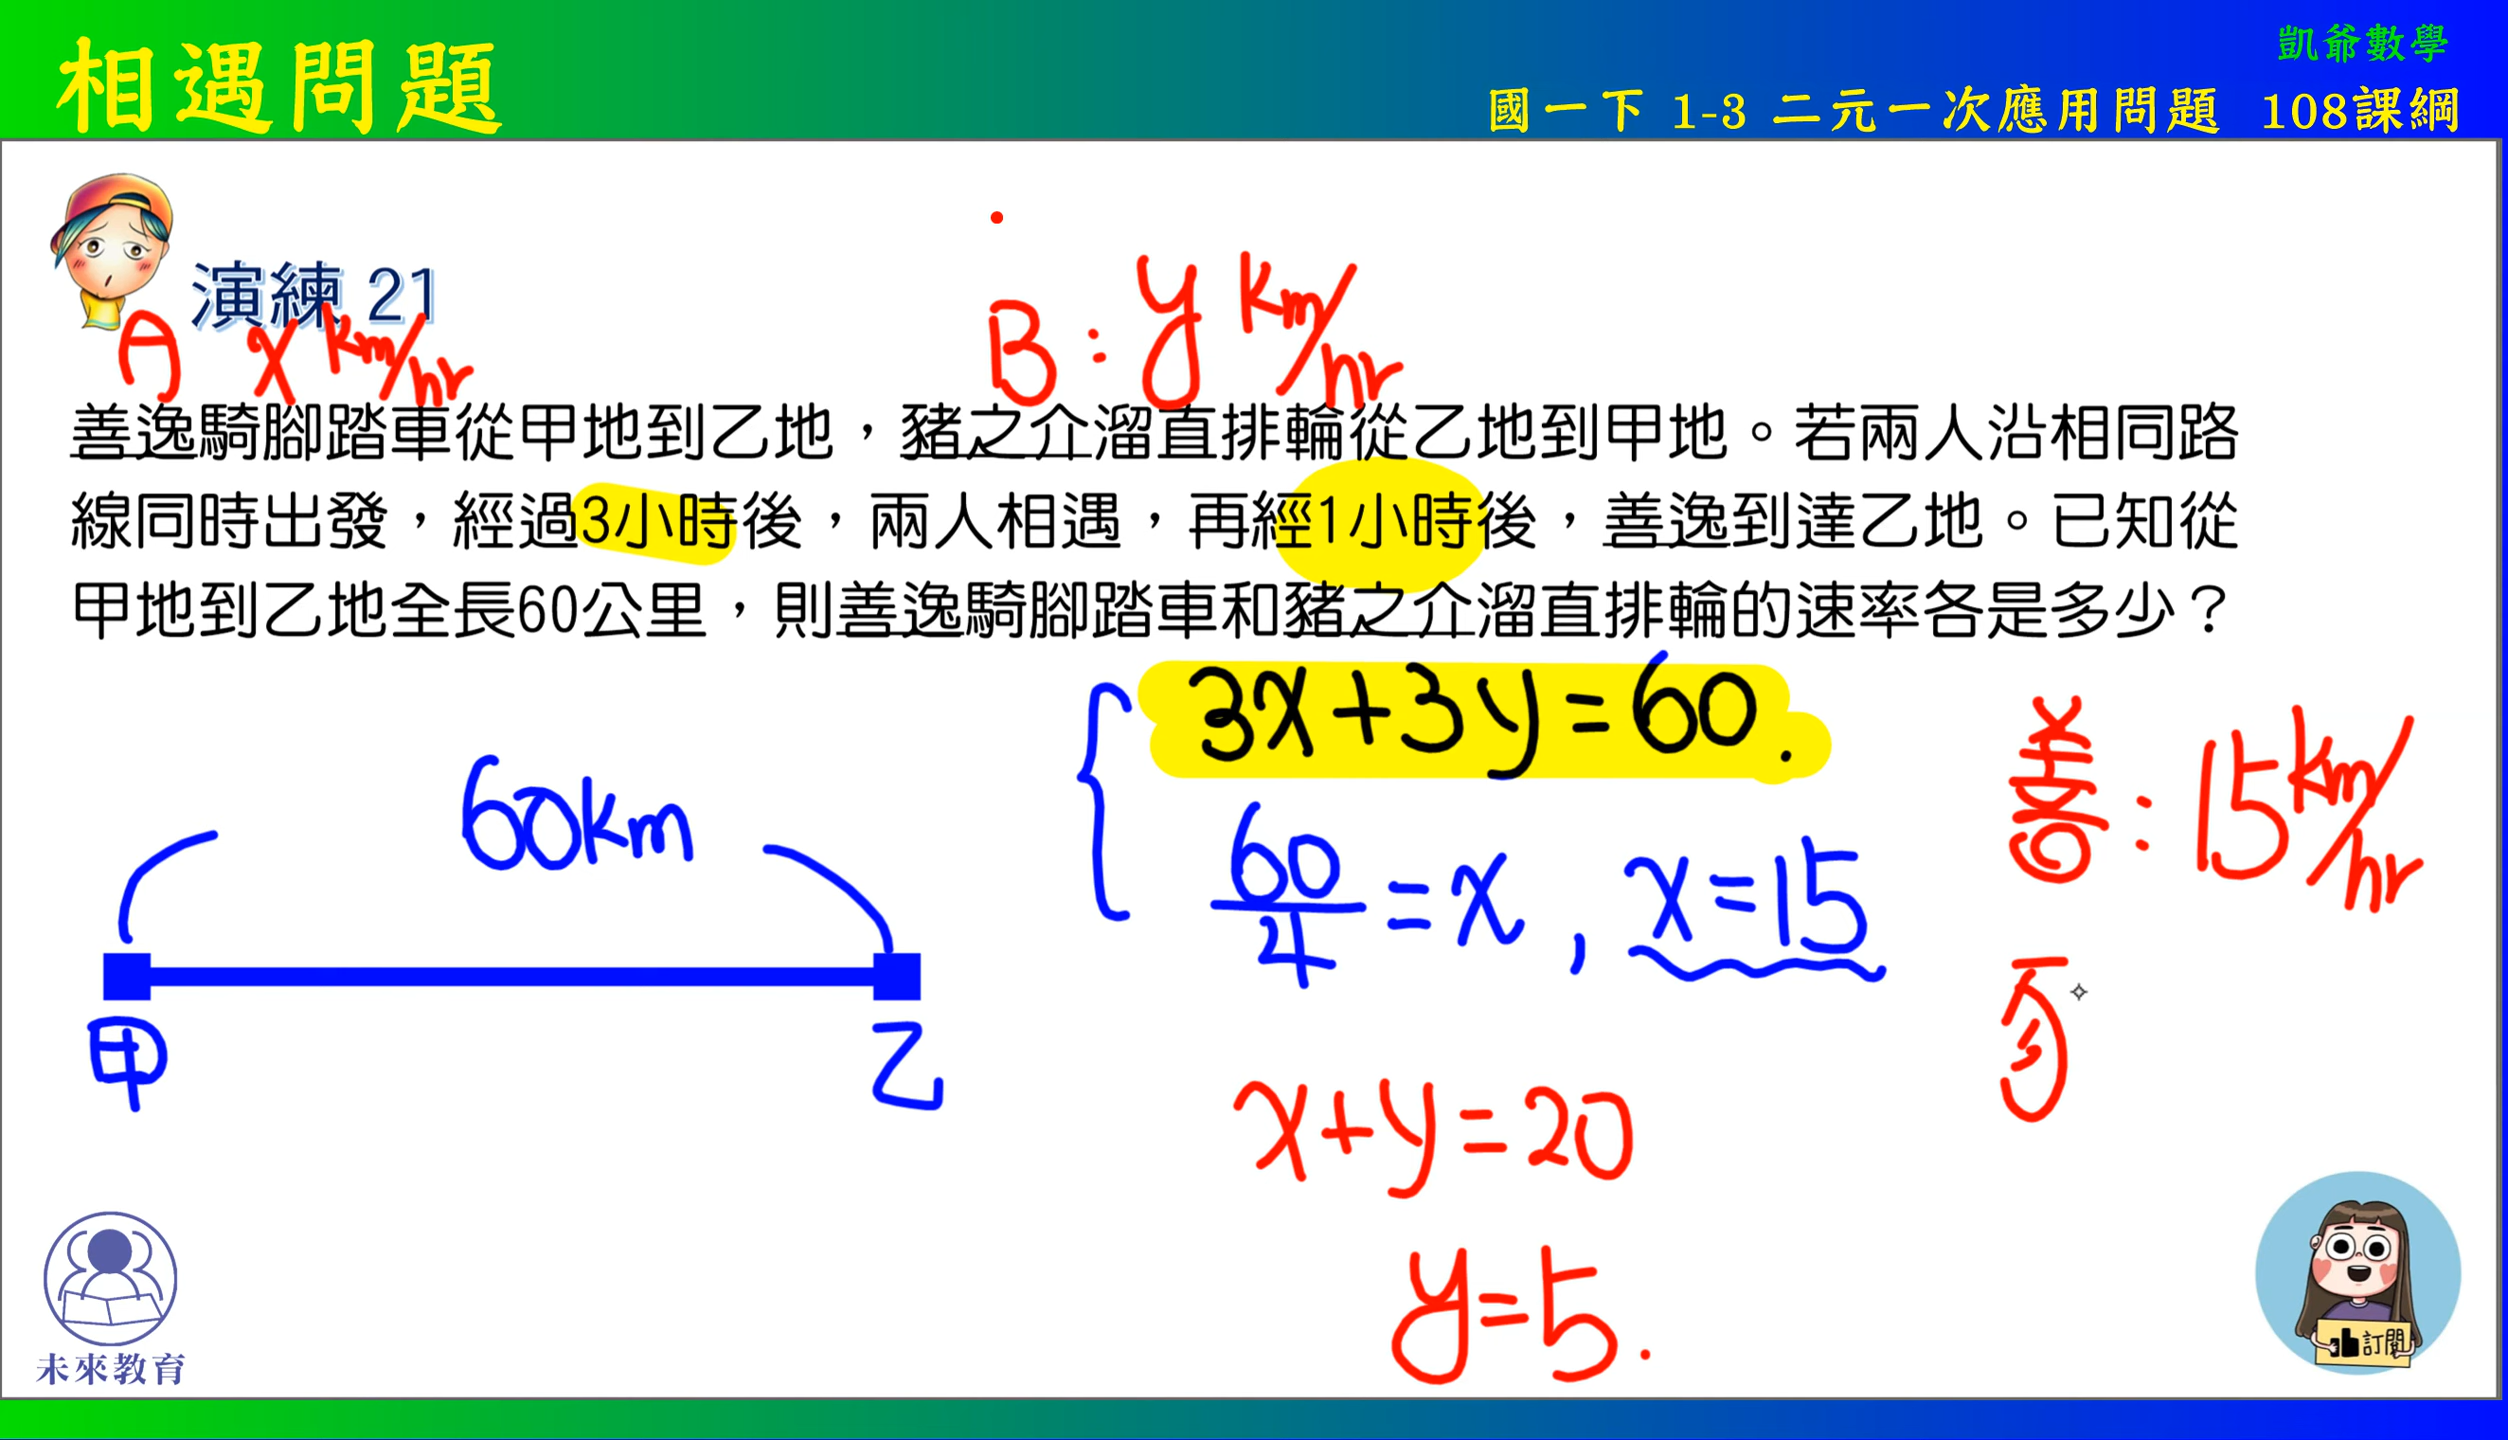 相遇問題
凱爺數學
國一下 1-3 二元一次應用問題 108課綱
演練 21
A x km/hr
B : y km/hr
善逸騎腳踏車從甲地到乙地，豬之介溜直排輪從乙地到甲地。若兩人沿相同路
線同時出發，經過3小時後，兩人相遇，再經1小時後，善逸到達乙地。已知從
甲地到乙地全長60公里，則善逸騎腳踏車和豬之介溜直排輪的速率各是多少？
3x+3y=60.
60km
60/4 = x , x=15
善 : 15 km/hr
甲
乙
x+y=20
y=5.
未來教育
訂閱